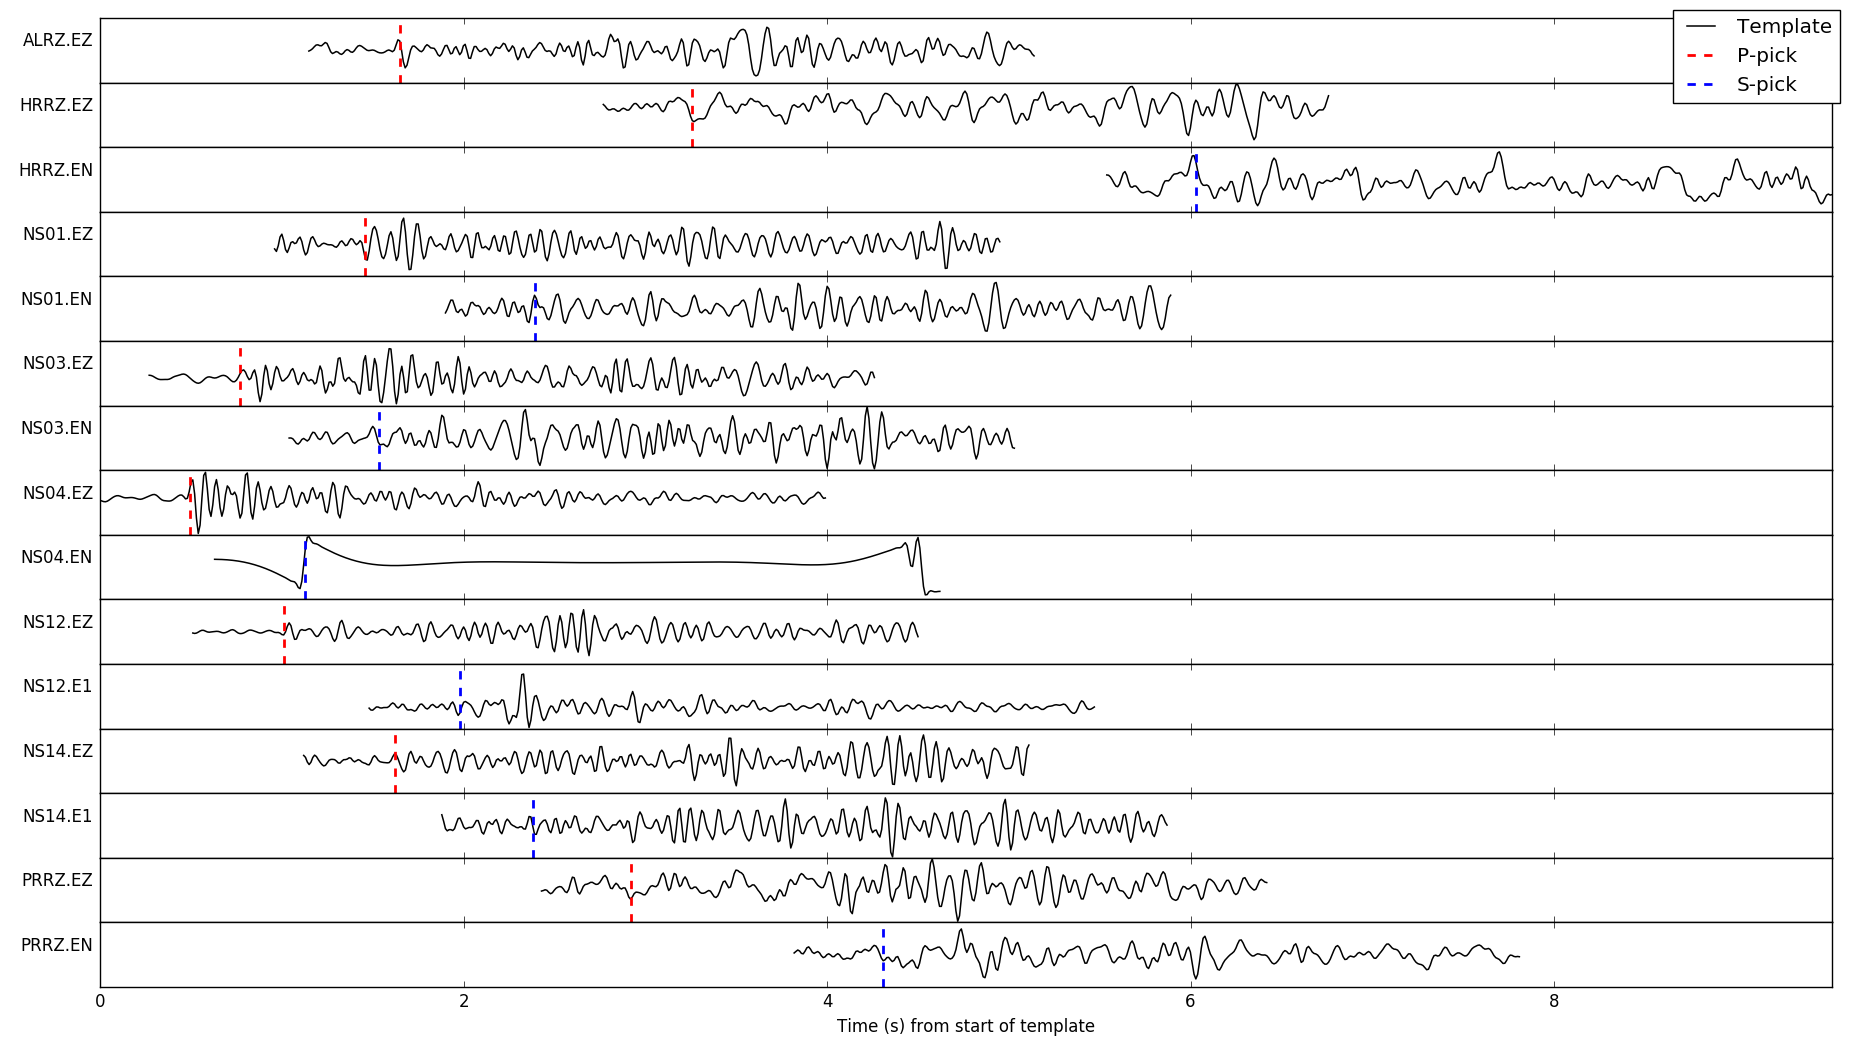 Template
P-pick
S-pick
ALRZ.EZ
HRRZ.EZ
HRRZ.EN
NS01.EZ
NS01.EN
NS03.EZ
NS03.EN
NS04.EZ
NS04.EN
NS12.EZ
NS12.E1
NS14.EZ
NS14.E1
PRRZ.EZ
PRRZ.EN
0 2 4 6 8
Time (s) from start of template